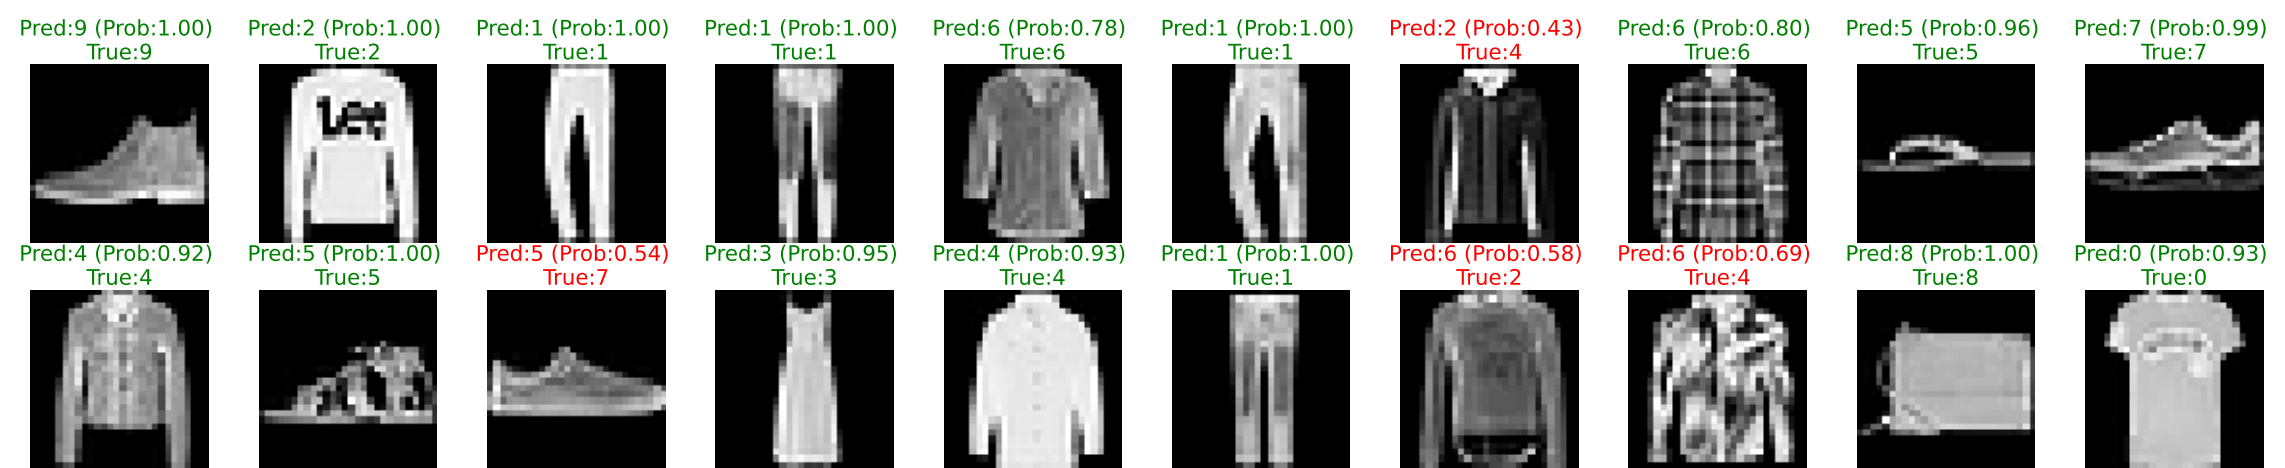 Pred:9 (Prob:1.00)
True:9
Pred:2 (Prob:1.00)
True:2
Pred:1 (Prob:1.00)
True:1
Pred:1 (Prob:1.00)
True:1
Pred:6 (Prob:0.78)
True:6
Pred:1 (Prob:1.00)
True:1
Pred:2 (Prob:0.43)
True:4
Pred:6 (Prob:0.80)
True:6
Pred:5 (Prob:0.96)
True:5
Pred:7 (Prob:0.99)
True:7
Lee
Pred:4 (Prob:0.92)
True:4
Pred:5 (Prob:1.00)
True:5
Pred:5 (Prob:0.54)
True:7
Pred:3 (Prob:0.95)
True:3
Pred:4 (Prob:0.93)
True:4
Pred:1 (Prob:1.00)
True:1
Pred:6 (Prob:0.58)
True:2
Pred:6 (Prob:0.69)
True:4
Pred:8 (Prob:1.00)
True:8
Pred:0 (Prob:0.93)
True:0